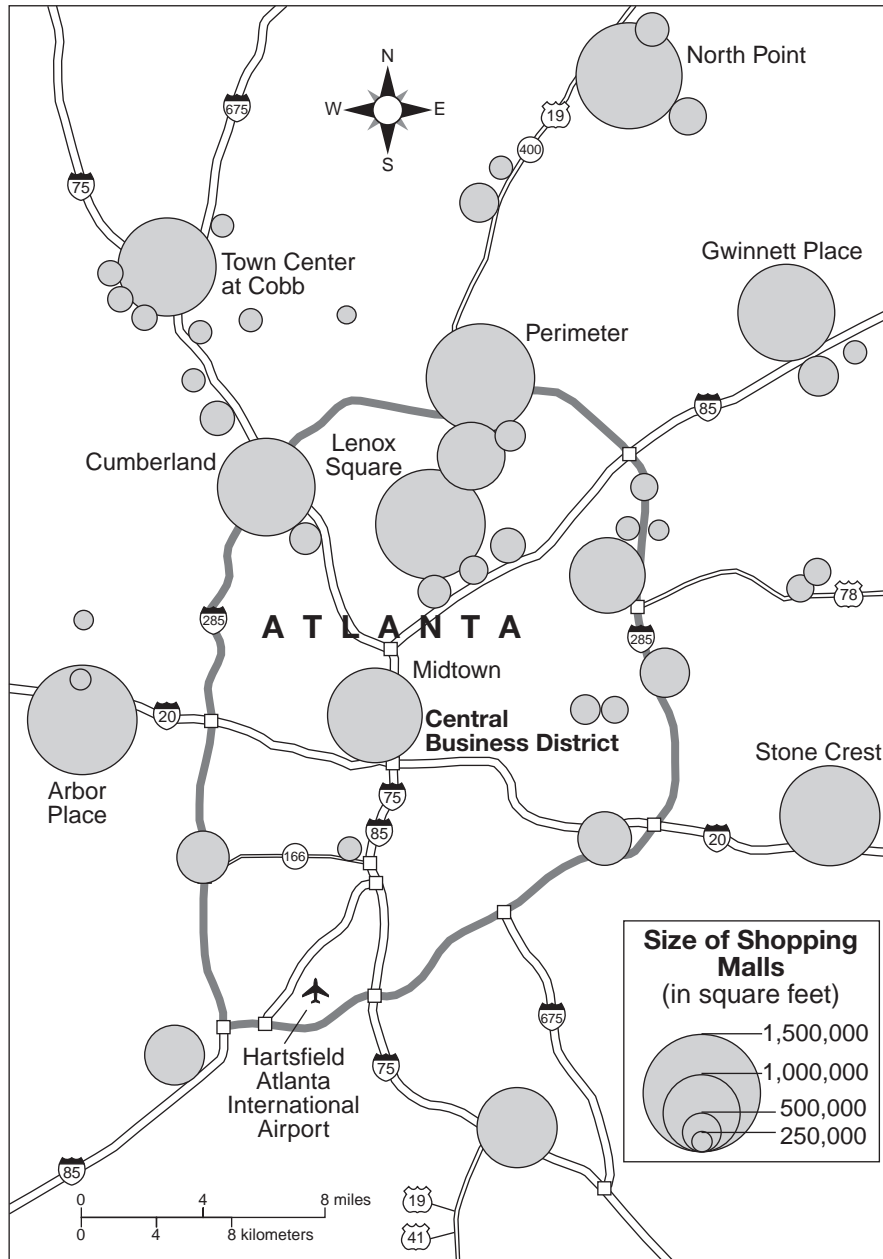 N
W E
S
North Point
19
400
675
75
Town Center
at Cobb
Gwinnett Place
Perimeter
85
Lenox
Square
Cumberland
78
285
ATLANTA
285
Midtown
Central
Business District
20
Stone Crest
Arbor
Place
75
85
166
20
Hartsfield
Atlanta
International
Airport
675
75
85
19
41
0 4 8 miles
0 4 8 kilometers
Size of Shopping
Malls
(in square feet)
1,500,000
1,000,000
500,000
250,000